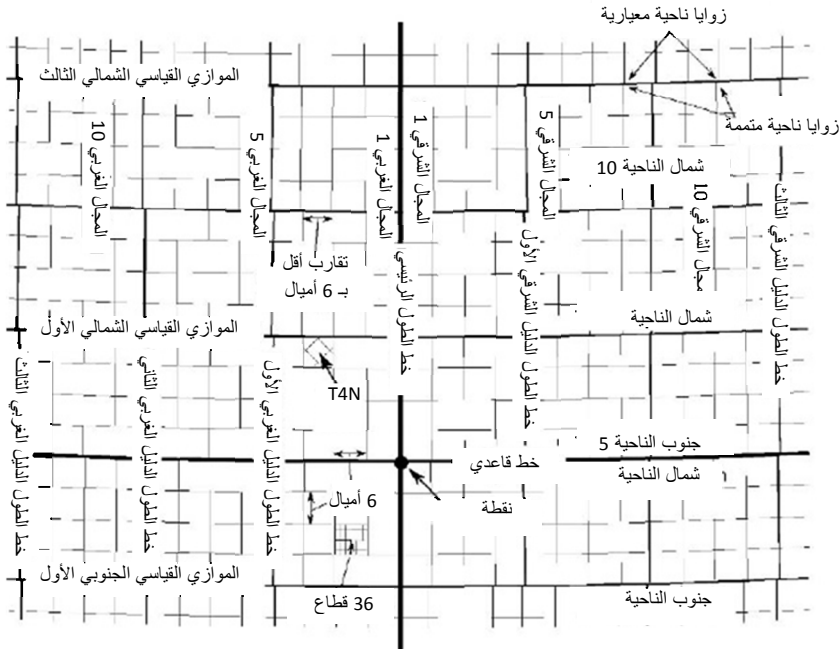 زوايا ناحية معيارية
الموازي القياسي الشمالي الثالث
زوايا ناحية متممة
المجال الغربي 10
المجال الغربي 5
المجال الغربي 1
المجال الشرقي 1
المجال الشرقي 5
شمال الناحية 10
مجال الشرقي 10
خط الطول الدليل الشرقي الثالث
خط الطول الدليل الشرقي الأول
خط الطول الرئيسي
تقارب أقل
بـ 6 أميال
الموازي القياسي الشمالي الأول
شمال الناحية
خط الطول الدليل الغربي الثالث
خط الطول الدليل الغربي الثاني
خط الطول الدليل الغربي الأول
T4N
جنوب الناحية 5
خط قاعدي
شمال الناحية
1
6 أميال
نقطة
الموازي القياسي الجنوبي الأول
36 قطاع
جنوب الناحية